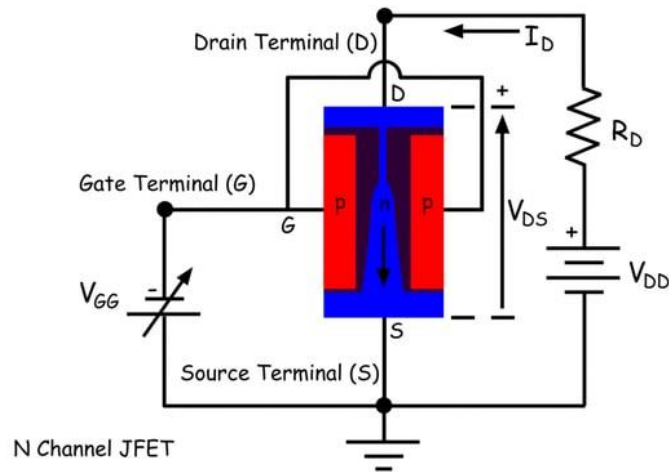 Drain Terminal (D)
I_D
D
+
R_D
Gate Terminal (G)
p
n
p
G
V_DS
+
V_DD
-
V_GG
S
Source Terminal (S)
N Channel JFET